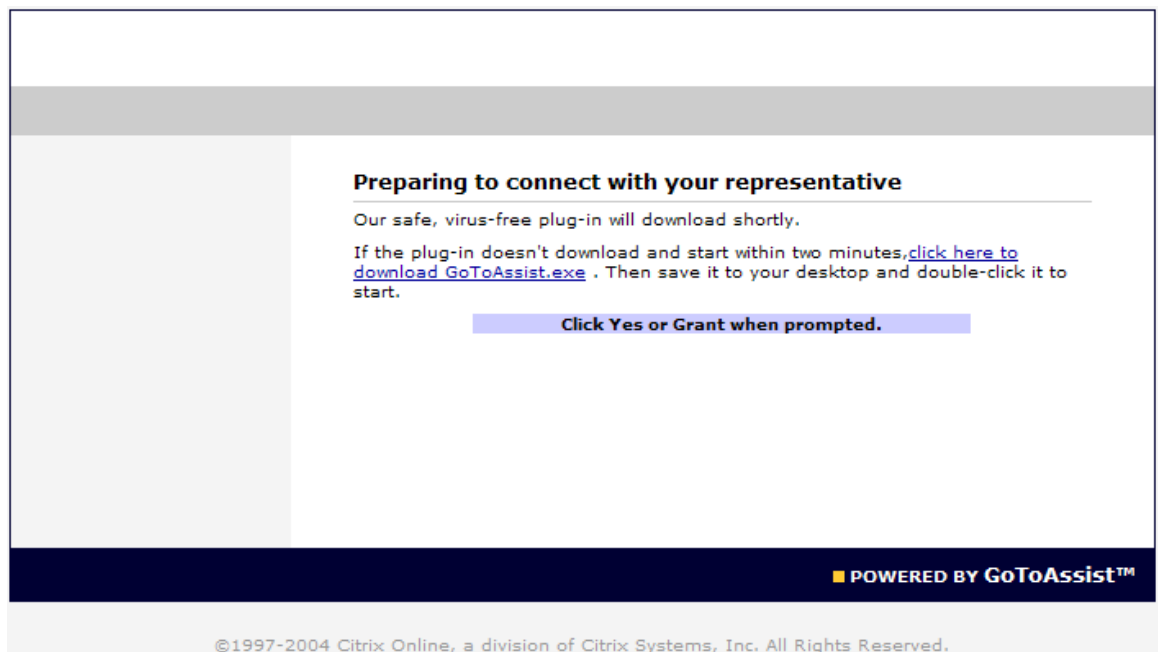 Preparing to connect with your representative
Our safe, virus-free plug-in will download shortly.
If the plug-in doesn't download and start within two minutes,click here to
download GoToAssist.exe . Then save it to your desktop and double-click it to
start.
Click Yes or Grant when prompted.
POWERED BY GoToAssist™
©1997-2004 Citrix Online, a division of Citrix Systems, Inc. All Rights Reserved.